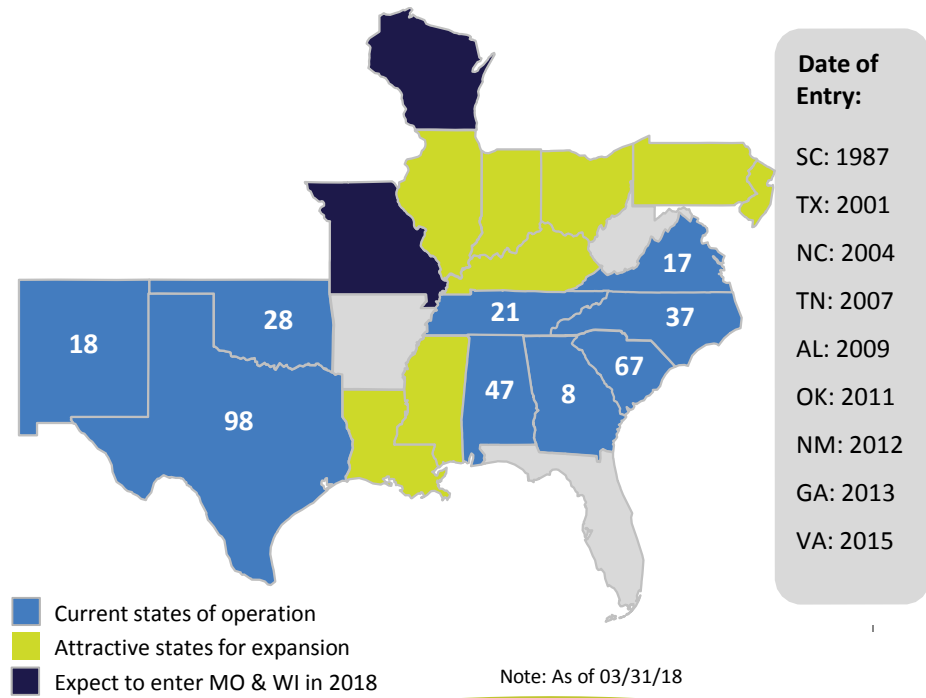 Date of
Entry:
SC: 1987
TX: 2001
NC: 2004
TN: 2007
AL: 2009
OK: 2011
NM: 2012
GA: 2013
VA: 2015
17
28
21
37
18
67
47
8
98
Current states of operation
Attractive states for expansion
Expect to enter MO & WI in 2018
Note: As of 03/31/18